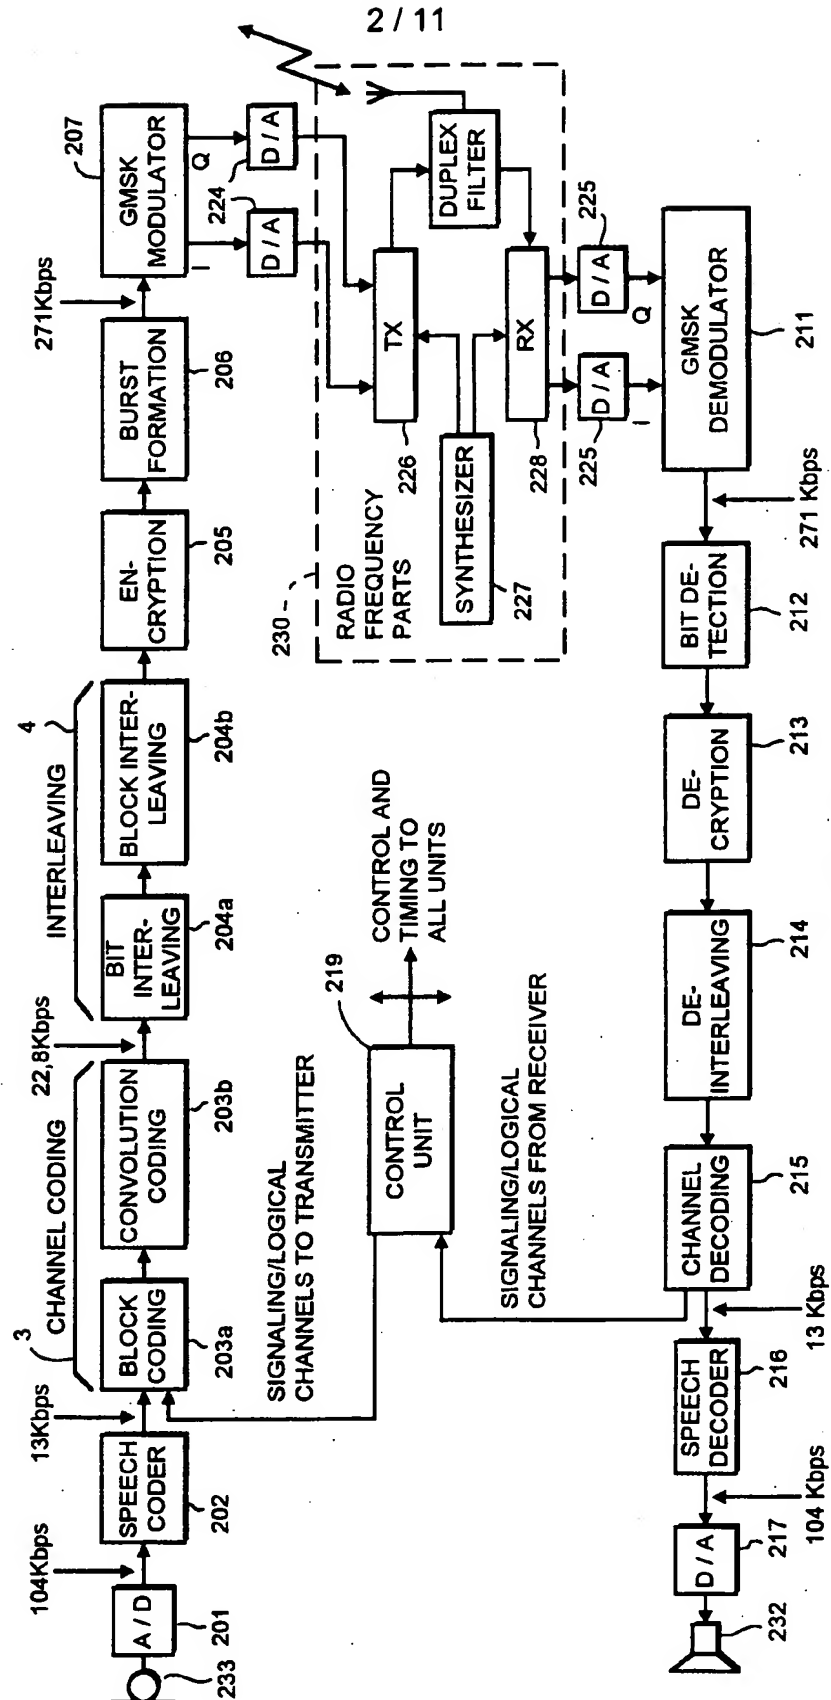 2 / 11
233
A / D
201
104Kbps
SPEECH
CODER
202
13Kbps
3
CHANNEL CODING
BLOCK
CODING
203a
CONVOLUTION
CODING
203b
22,8Kbps
4
INTERLEAVING
BIT
INTER-
LEAVING
204a
BLOCK INTER-
LEAVING
204b
EN-
CRYPTION
205
BURST
FORMATION
206
271Kbps
GMSK
MODULATOR
207
I
Q
224
D / A
D / A
230
RADIO
FREQUENCY
PARTS
SYNTHESIZER
227
TX
226
RX
228
DUPLEX
FILTER
D / A
225
D / A
225
I
Q
SIGNALING/LOGICAL
CHANNELS TO TRANSMITTER
CONTROL
UNIT
219
CONTROL AND
TIMING TO
ALL UNITS
SIGNALING/LOGICAL
CHANNELS FROM RECEIVER
GMSK
DEMODULATOR
211
271 Kbps
BIT DE-
TECTION
212
DE-
CRYPTION
213
DE-
INTERLEAVING
214
CHANNEL
DECODING
215
13 Kbps
SPEECH
DECODER
216
104 Kbps
D / A
217
232